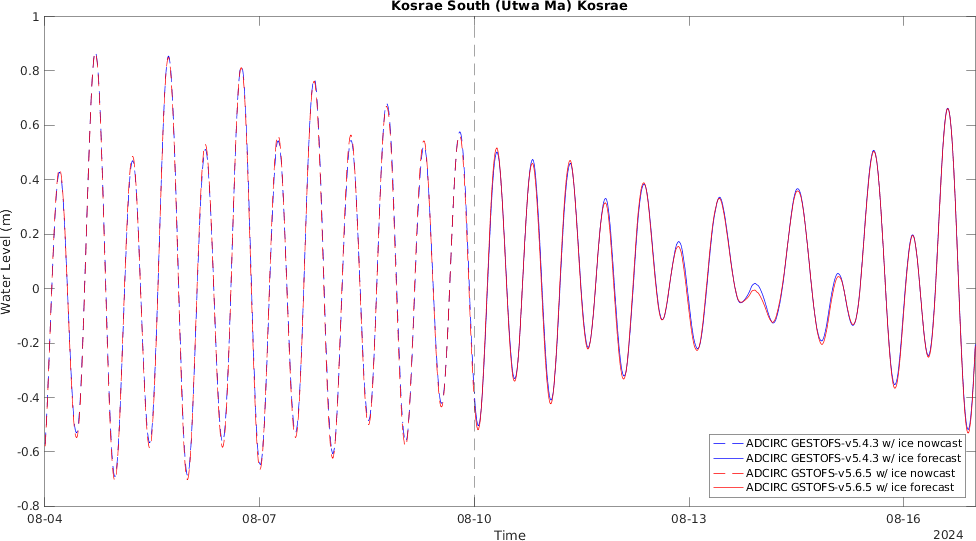 Kosrae South (Utwa Ma) Kosrae
Water Level (m)
1
0.8
0.6
0.4
0.2
0
-0.2
-0.4
-0.6
-0.8
08-04
08-07
08-10
08-13
08-16
Time
2024
ADCIRC GESTOFS-v5.4.3 w/ ice nowcast
ADCIRC GESTOFS-v5.4.3 w/ ice forecast
ADCIRC GSTOFS-v5.6.5 w/ ice nowcast
ADCIRC GSTOFS-v5.6.5 w/ ice forecast